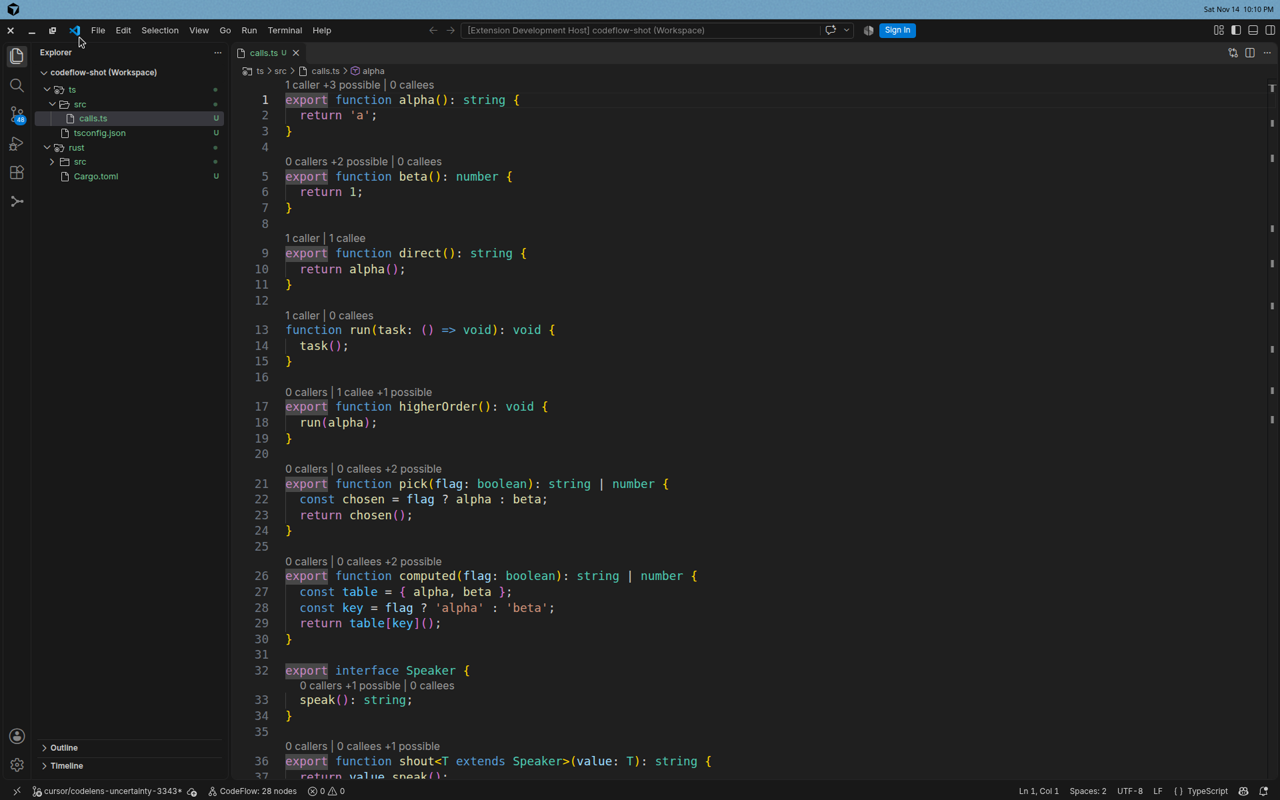 Sat Nov 14 10:10 PM
File Edit Selection View Go Run Terminal Help
[Extension Development Host] codeflow-shot (Workspace)
Sign In
Explorer
codeflow-shot (Workspace)
ts
src
calls.ts U
tsconfig.json U
rust
src
Cargo.toml U
48
Outline
Timeline
calls.ts U
ts > src > calls.ts > alpha
1 caller +3 possible | 0 callees
1 export function alpha(): string {
2 return 'a';
3 }
4
0 callers +2 possible | 0 callees
5 export function beta(): number {
6 return 1;
7 }
8
1 caller | 1 callee
9 export function direct(): string {
10 return alpha();
11 }
12
1 caller | 0 callees
13 function run(task: () => void): void {
14 task();
15 }
16
0 callers | 1 callee +1 possible
17 export function higherOrder(): void {
18 run(alpha);
19 }
20
0 callers | 0 callees +2 possible
21 export function pick(flag: boolean): string | number {
22 const chosen = flag ? alpha : beta;
23 return chosen();
24 }
25
0 callers | 0 callees +2 possible
26 export function computed(flag: boolean): string | number {
27 const table = { alpha, beta };
28 const key = flag ? 'alpha' : 'beta';
29 return table[key]();
30 }
31
32 export interface Speaker {
0 callers +1 possible | 0 callees
33 speak(): string;
34 }
35
0 callers | 0 callees +1 possible
36 export function shout<T extends Speaker>(value: T): string {
37 return value.speak();
cursor/codelens-uncertainty-3343* CodeFlow: 28 nodes 0 0
Ln 1, Col 1 Spaces: 2 UTF-8 LF { } TypeScript